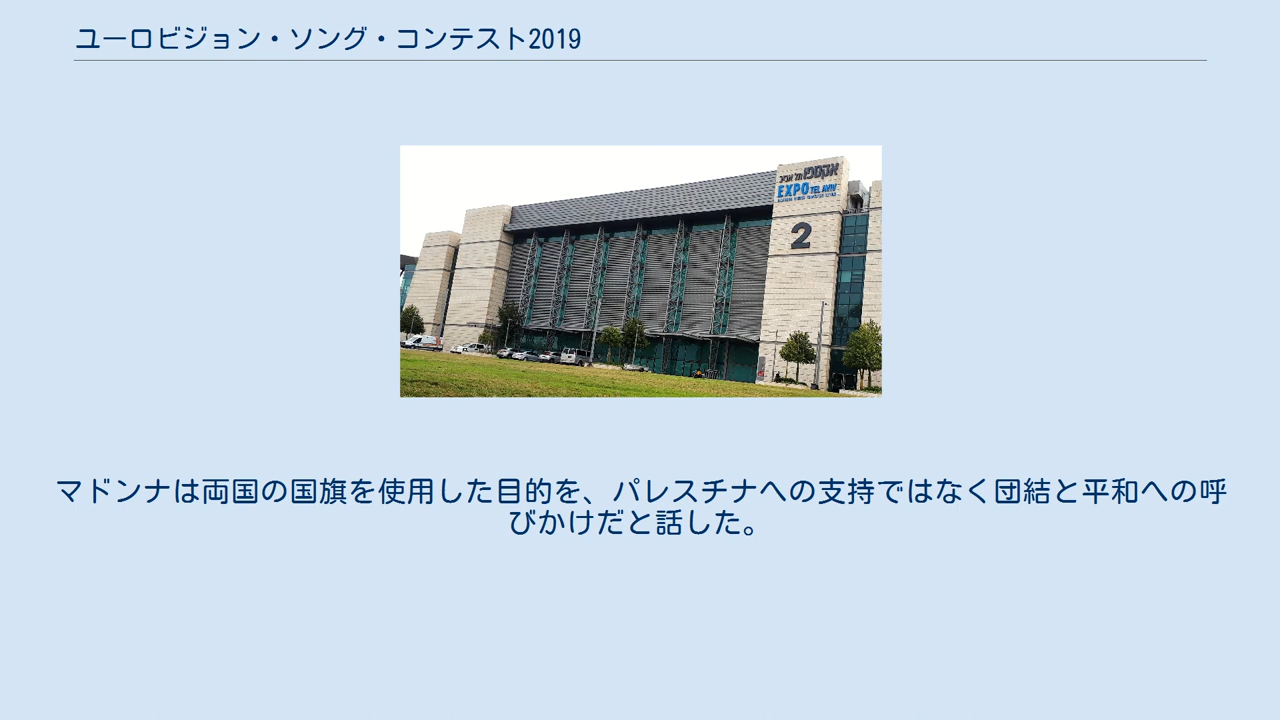 ユーロビジョン・ソング・コンテスト2019
אקספו תל אביב
EXPO TEL AVIV
2
マドンナは両国の国旗を使用した目的を、パレスチナへの支持ではなく団結と平和への呼
びかけだと話した。